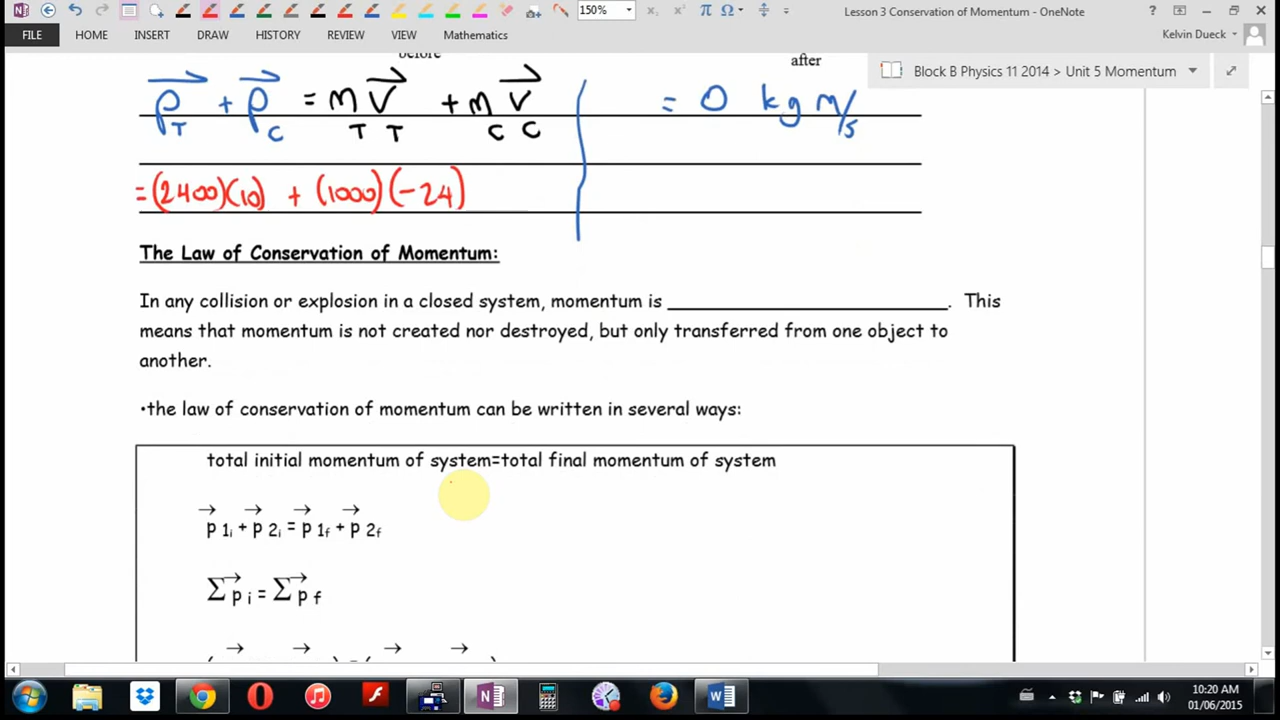 150%
Lesson 3 Conservation of Momentum - OneNote
FILE HOME INSERT DRAW HISTORY REVIEW VIEW Mathematics
Kelvin Dueck
Block B Physics 11 2014 > Unit 5 Momentum
before
after
p⃗T + p⃗C = mT v⃗T + mC v⃗C
= 0 kg m/s
= (2400)(10) + (1000)(-24)
The Law of Conservation of Momentum:
In any collision or explosion in a closed system, momentum is ____________________. This
means that momentum is not created nor destroyed, but only transferred from one object to
another.
•the law of conservation of momentum can be written in several ways:
total initial momentum of system=total final momentum of system
p⃗ 1i + p⃗ 2i = p⃗ 1f + p⃗ 2f
Σp⃗ i = Σp⃗ f
10:20 AM
01/06/2015